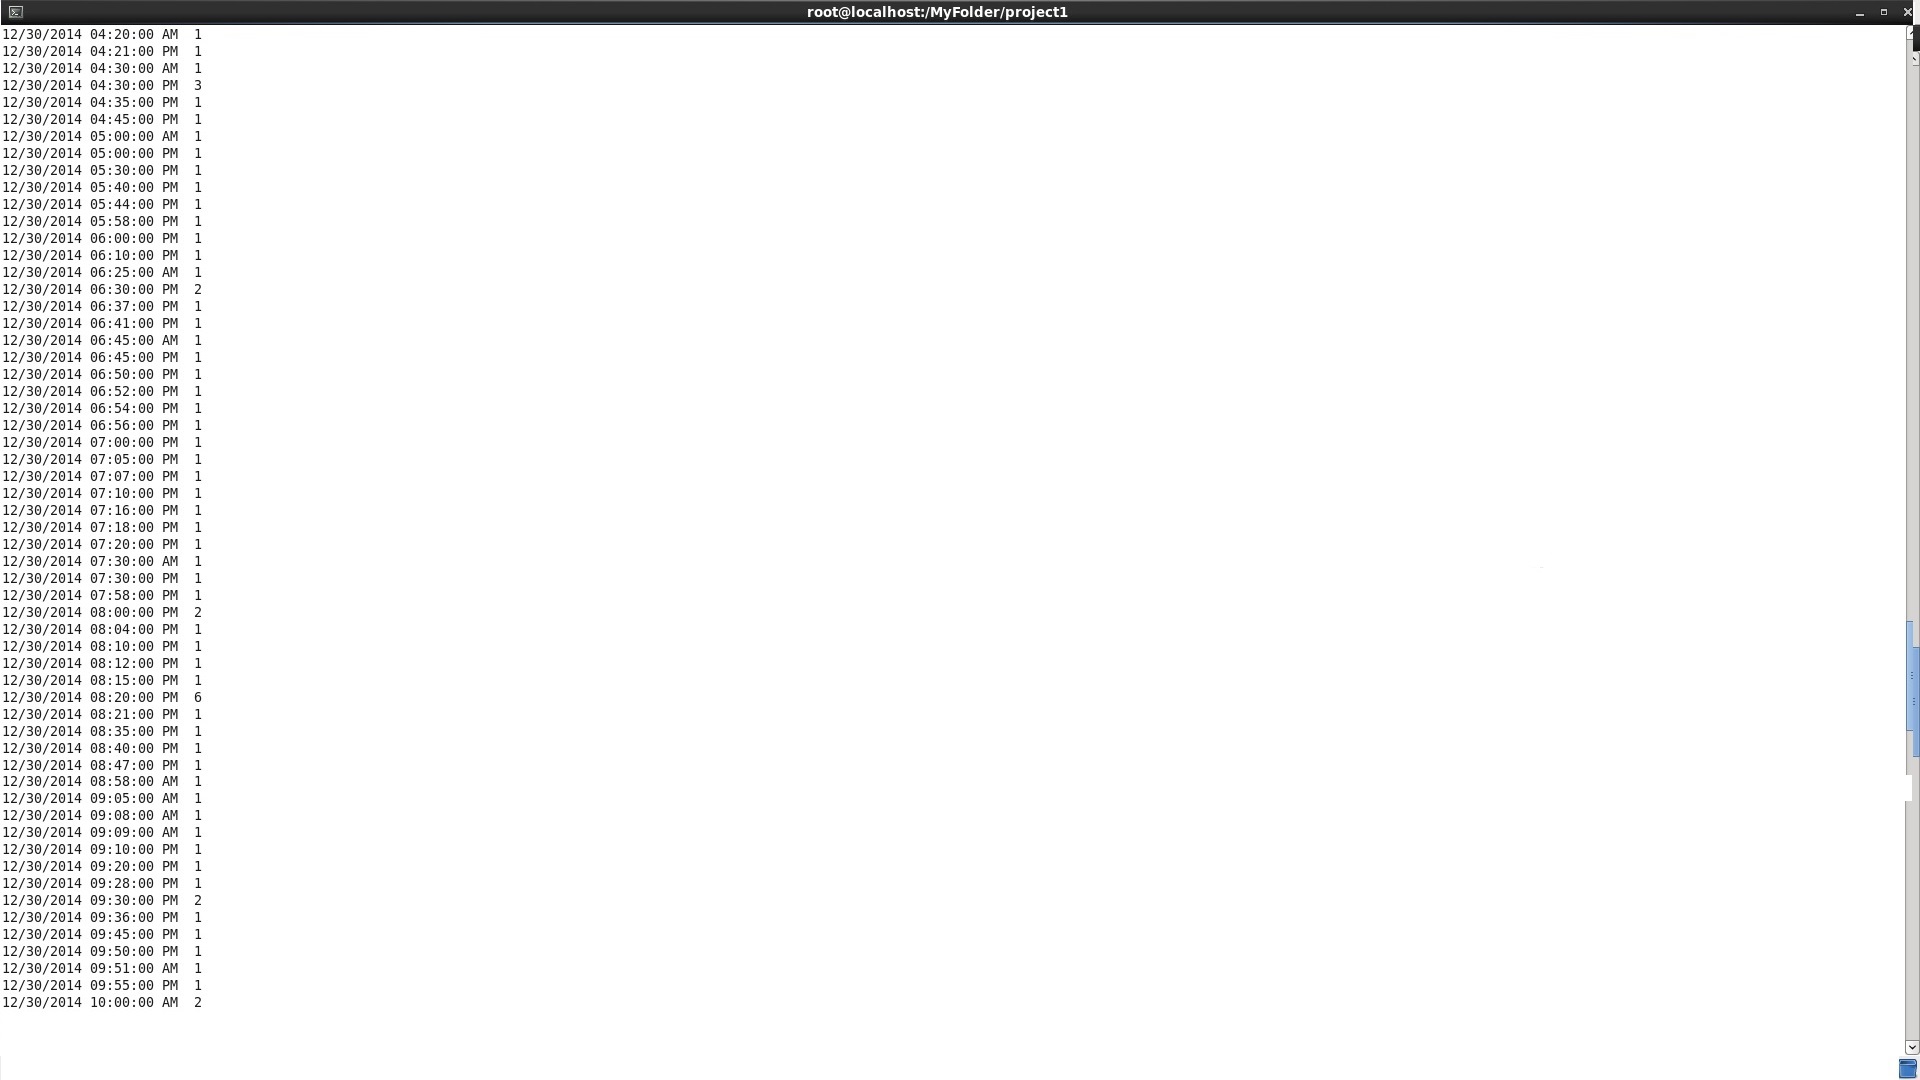 root@localhost:/MyFolder/project1
12/30/2014 04:20:00 AM  1
12/30/2014 04:21:00 PM  1
12/30/2014 04:30:00 AM  1
12/30/2014 04:30:00 PM  3
12/30/2014 04:35:00 PM  1
12/30/2014 04:45:00 PM  1
12/30/2014 05:00:00 AM  1
12/30/2014 05:00:00 PM  1
12/30/2014 05:30:00 PM  1
12/30/2014 05:40:00 PM  1
12/30/2014 05:44:00 PM  1
12/30/2014 05:58:00 PM  1
12/30/2014 06:00:00 PM  1
12/30/2014 06:10:00 PM  1
12/30/2014 06:25:00 AM  1
12/30/2014 06:30:00 PM  2
12/30/2014 06:37:00 PM  1
12/30/2014 06:41:00 PM  1
12/30/2014 06:45:00 AM  1
12/30/2014 06:45:00 PM  1
12/30/2014 06:50:00 PM  1
12/30/2014 06:52:00 PM  1
12/30/2014 06:54:00 PM  1
12/30/2014 06:56:00 PM  1
12/30/2014 07:00:00 PM  1
12/30/2014 07:05:00 PM  1
12/30/2014 07:07:00 PM  1
12/30/2014 07:10:00 PM  1
12/30/2014 07:16:00 PM  1
12/30/2014 07:18:00 PM  1
12/30/2014 07:20:00 PM  1
12/30/2014 07:30:00 AM  1
12/30/2014 07:30:00 PM  1
12/30/2014 07:58:00 PM  1
12/30/2014 08:00:00 PM  2
12/30/2014 08:04:00 PM  1
12/30/2014 08:10:00 PM  1
12/30/2014 08:12:00 PM  1
12/30/2014 08:15:00 PM  1
12/30/2014 08:20:00 PM  6
12/30/2014 08:21:00 PM  1
12/30/2014 08:35:00 PM  1
12/30/2014 08:40:00 PM  1
12/30/2014 08:47:00 PM  1
12/30/2014 08:58:00 AM  1
12/30/2014 09:05:00 AM  1
12/30/2014 09:08:00 AM  1
12/30/2014 09:09:00 AM  1
12/30/2014 09:10:00 PM  1
12/30/2014 09:20:00 PM  1
12/30/2014 09:28:00 PM  1
12/30/2014 09:30:00 PM  2
12/30/2014 09:36:00 PM  1
12/30/2014 09:45:00 PM  1
12/30/2014 09:50:00 PM  1
12/30/2014 09:51:00 AM  1
12/30/2014 09:55:00 PM  1
12/30/2014 10:00:00 AM  2